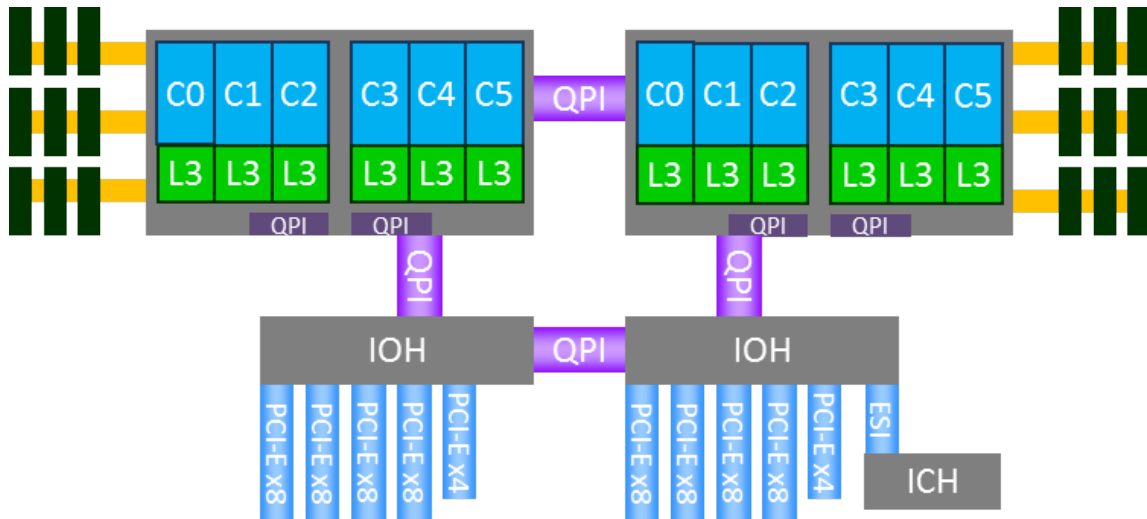 C0 C1 C2 C3 C4 C5 QPI C0 C1 C2 C3 C4 C5
L3 L3 L3 L3 L3 L3 L3 L3 L3 L3 L3 L3
QPI QPI QPI QPI
QPI QPI
IOH QPI IOH
PCI-E x8 PCI-E x8 PCI-E x8 PCI-E x8 PCI-E x4 PCI-E x8 PCI-E x8 PCI-E x8 PCI-E x8 PCI-E x4 ESI
ICH